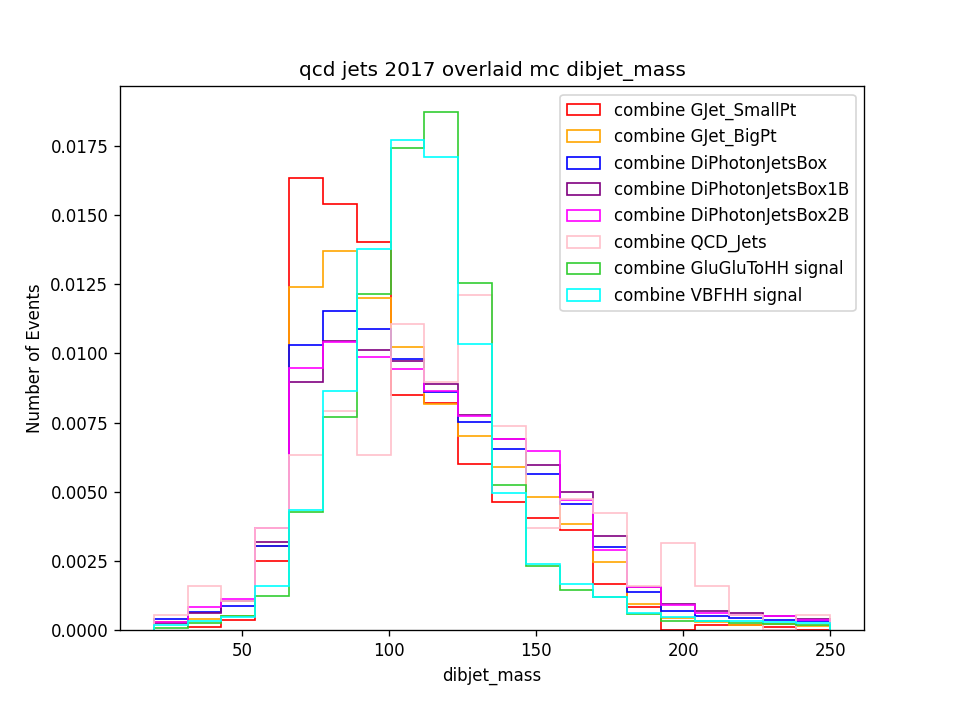 qcd jets 2017 overlaid mc dibjet_mass
combine GJet_SmallPt
combine GJet_BigPt
combine DiPhotonJetsBox
combine DiPhotonJetsBox1B
combine DiPhotonJetsBox2B
combine QCD_Jets
combine GluGluToHH signal
combine VBFHH signal
Number of Events
0.0175
0.0150
0.0125
0.0100
0.0075
0.0050
0.0025
0.0000
50 100 150 200 250
dibjet_mass